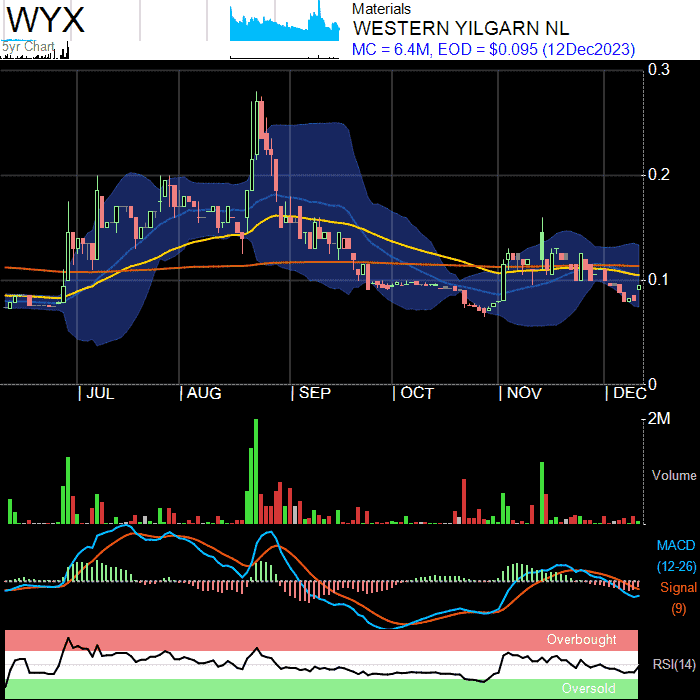 WYX
5yr Chart
Materials
WESTERN YILGARN NL
MC = 6.4M, EOD = $0.095 (12Dec2023)
0.3
0.2
0.1
0
| JUL | AUG | SEP | OCT | NOV | DEC
2M
Volume
MACD
(12-26)
Signal
(9)
Overbought
RSI(14)
Oversold